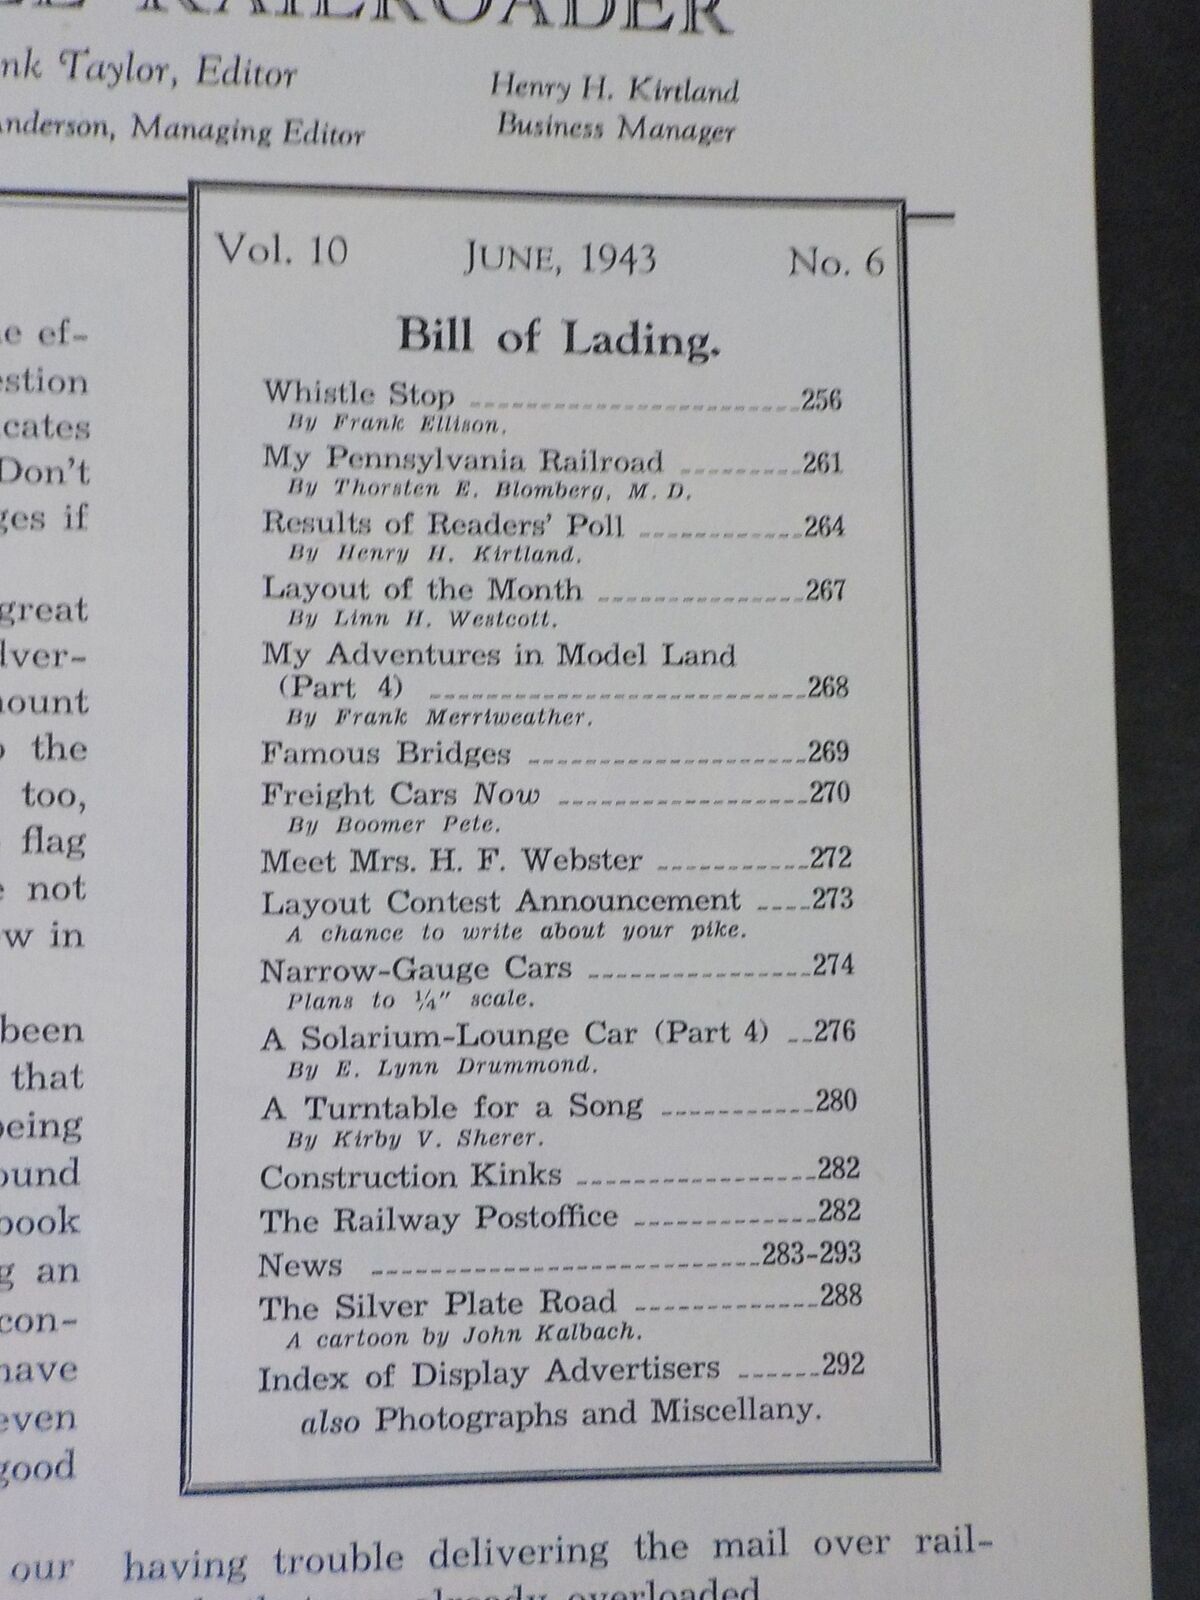 RAILROADER
Taylor, Editor
Henry H. Kirtland
Anderson, Managing Editor
Business Manager
Vol. 10 JUNE, 1943 No. 6
Bill of Lading.
Whistle Stop 256
By Frank Ellison.
My Pennsylvania Railroad 261
By Thorsten E. Blomberg, M. D.
Results of Readers' Poll 264
By Henry H. Kirtland.
Layout of the Month 267
By Linn H. Westcott.
My Adventures in Model Land
(Part 4) 268
By Frank Merriweather.
Famous Bridges 269
Freight Cars Now 270
By Boomer Pete.
Meet Mrs. H. F. Webster 272
Layout Contest Announcement 273
A chance to write about your pike.
Narrow-Gauge Cars 274
Plans to ¼" scale.
A Solarium-Lounge Car (Part 4) 276
By E. Lynn Drummond.
A Turntable for a Song 280
By Kirby V. Sherer.
Construction Kinks 282
The Railway Postoffice 282
News 283-293
The Silver Plate Road 288
A cartoon by John Kalbach.
Index of Display Advertisers 292
also Photographs and Miscellany.
ef-
Don't
if
great
the
too,
flag
not
in
been
that
being
book
an
con-
have
even
good
our having trouble delivering the mail over rail-
already overloaded